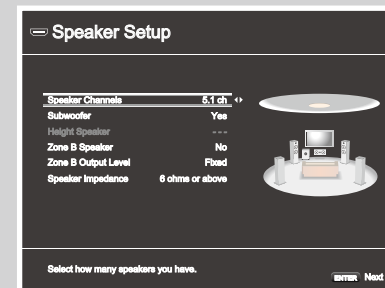 Speaker Setup
Speaker Channels 5.1 ch
Subwoofer Yes
Height Speaker ---
Zone B Speaker No
Zone B Output Level Fixed
Speaker Impedance 6 ohms or above
Select how many speakers you have.
ENTER Next